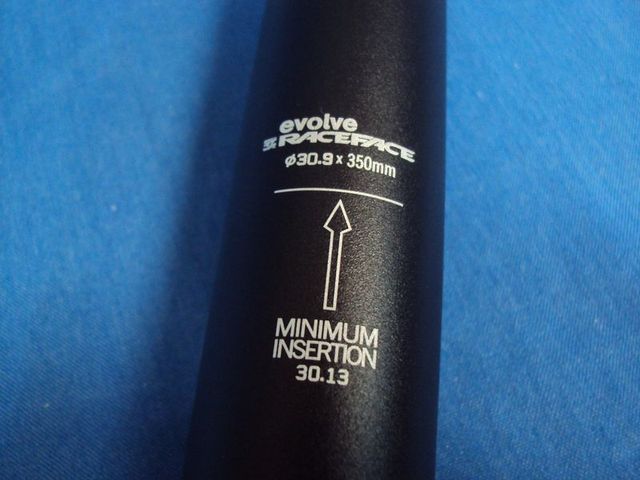 evolve
RACEFACE
ø30.9 x 350mm
MINIMUM
INSERTION
30.13